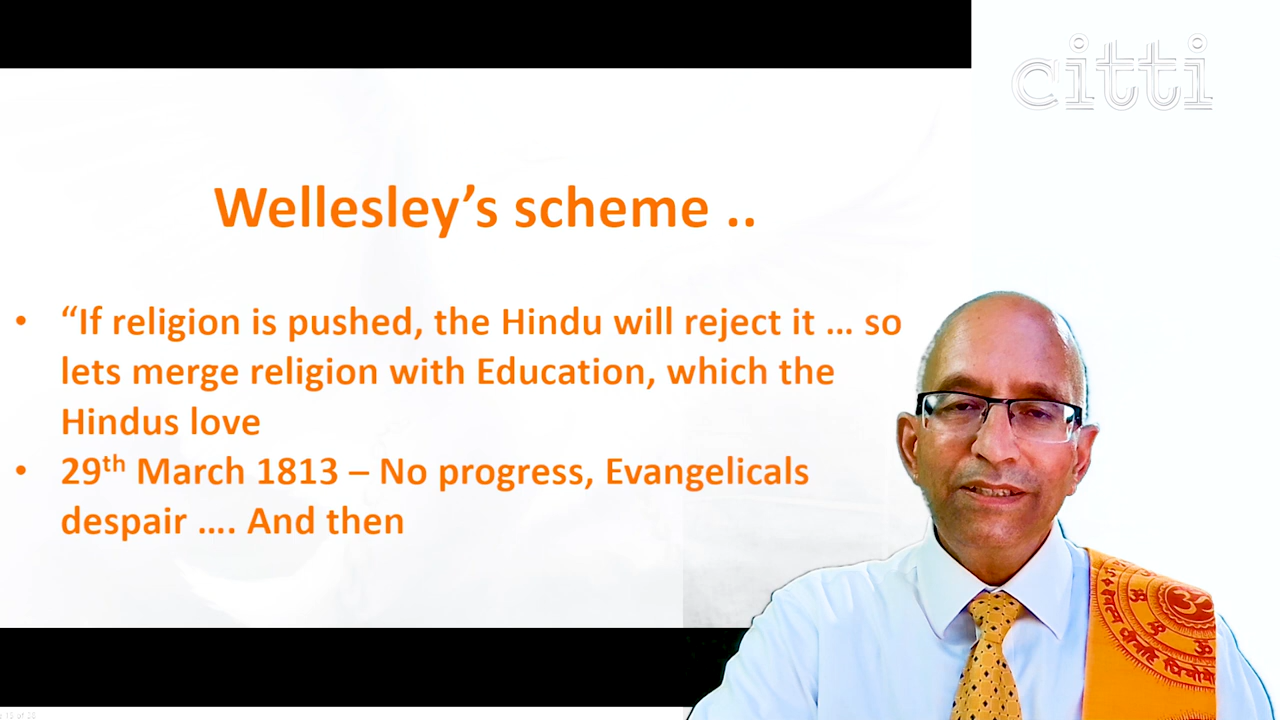 citti
Wellesley’s scheme ..
• “If religion is pushed, the Hindu will reject it ... so
lets merge religion with Education, which the
Hindus love
• 29th March 1813 – No progress, Evangelicals
despair .... And then
ॐ